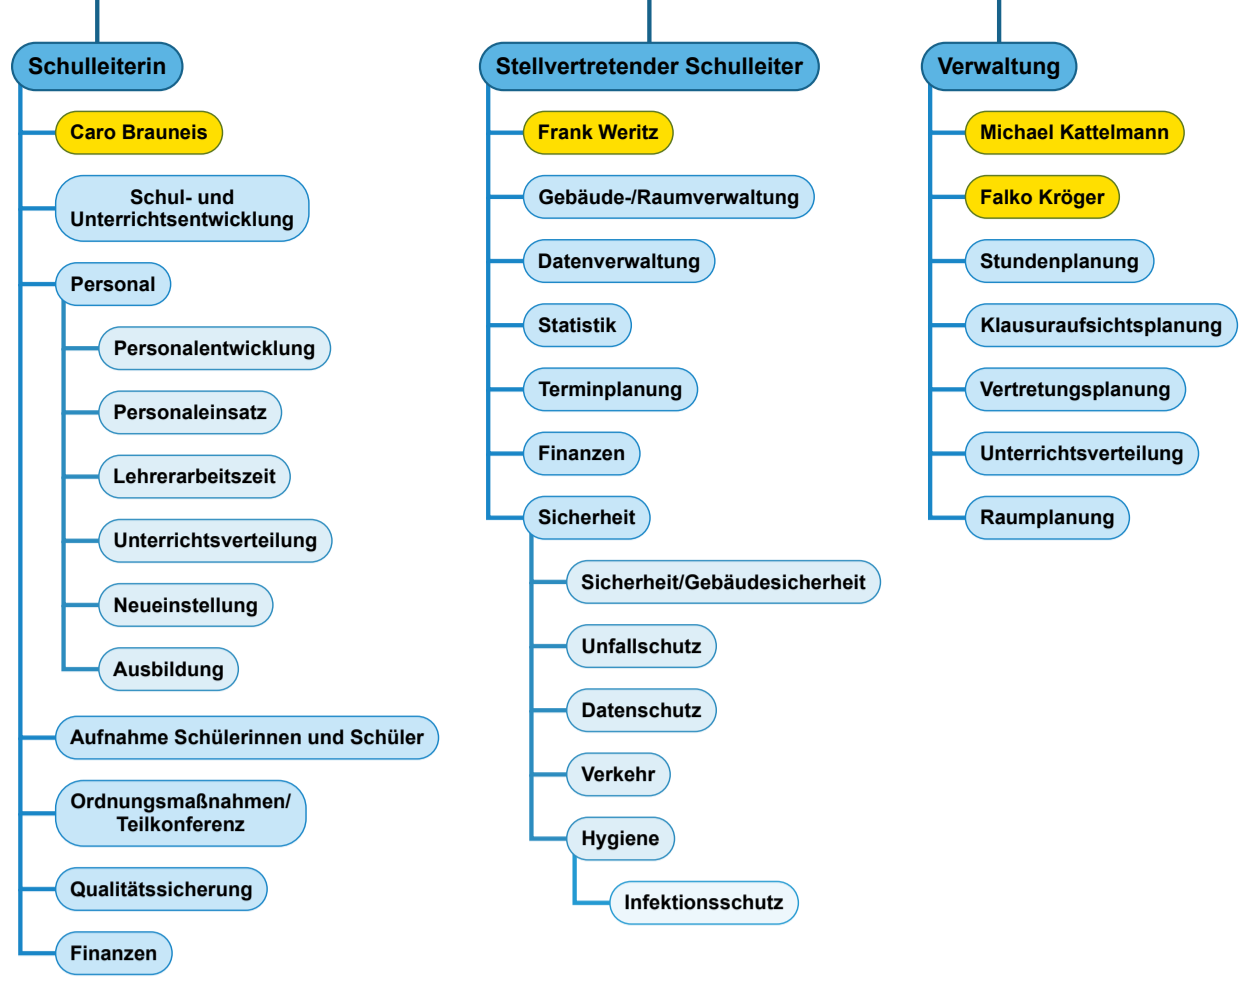 Schulleiterin
Caro Brauneis
Schul- und
Unterrichtsentwicklung
Personal
Personalentwicklung
Personaleinsatz
Lehrerarbeitszeit
Unterrichtsverteilung
Neueinstellung
Ausbildung
Aufnahme Schülerinnen und Schüler
Ordnungsmaßnahmen/
Teilkonferenz
Qualitätssicherung
Finanzen
Stellvertretender Schulleiter
Frank Weritz
Gebäude-/Raumverwaltung
Datenverwaltung
Statistik
Terminplanung
Finanzen
Sicherheit
Sicherheit/Gebäudesicherheit
Unfallschutz
Datenschutz
Verkehr
Hygiene
Infektionsschutz
Verwaltung
Michael Kattelmann
Falko Kröger
Stundenplanung
Klausuraufsichtsplanung
Vertretungsplanung
Unterrichtsverteilung
Raumplanung